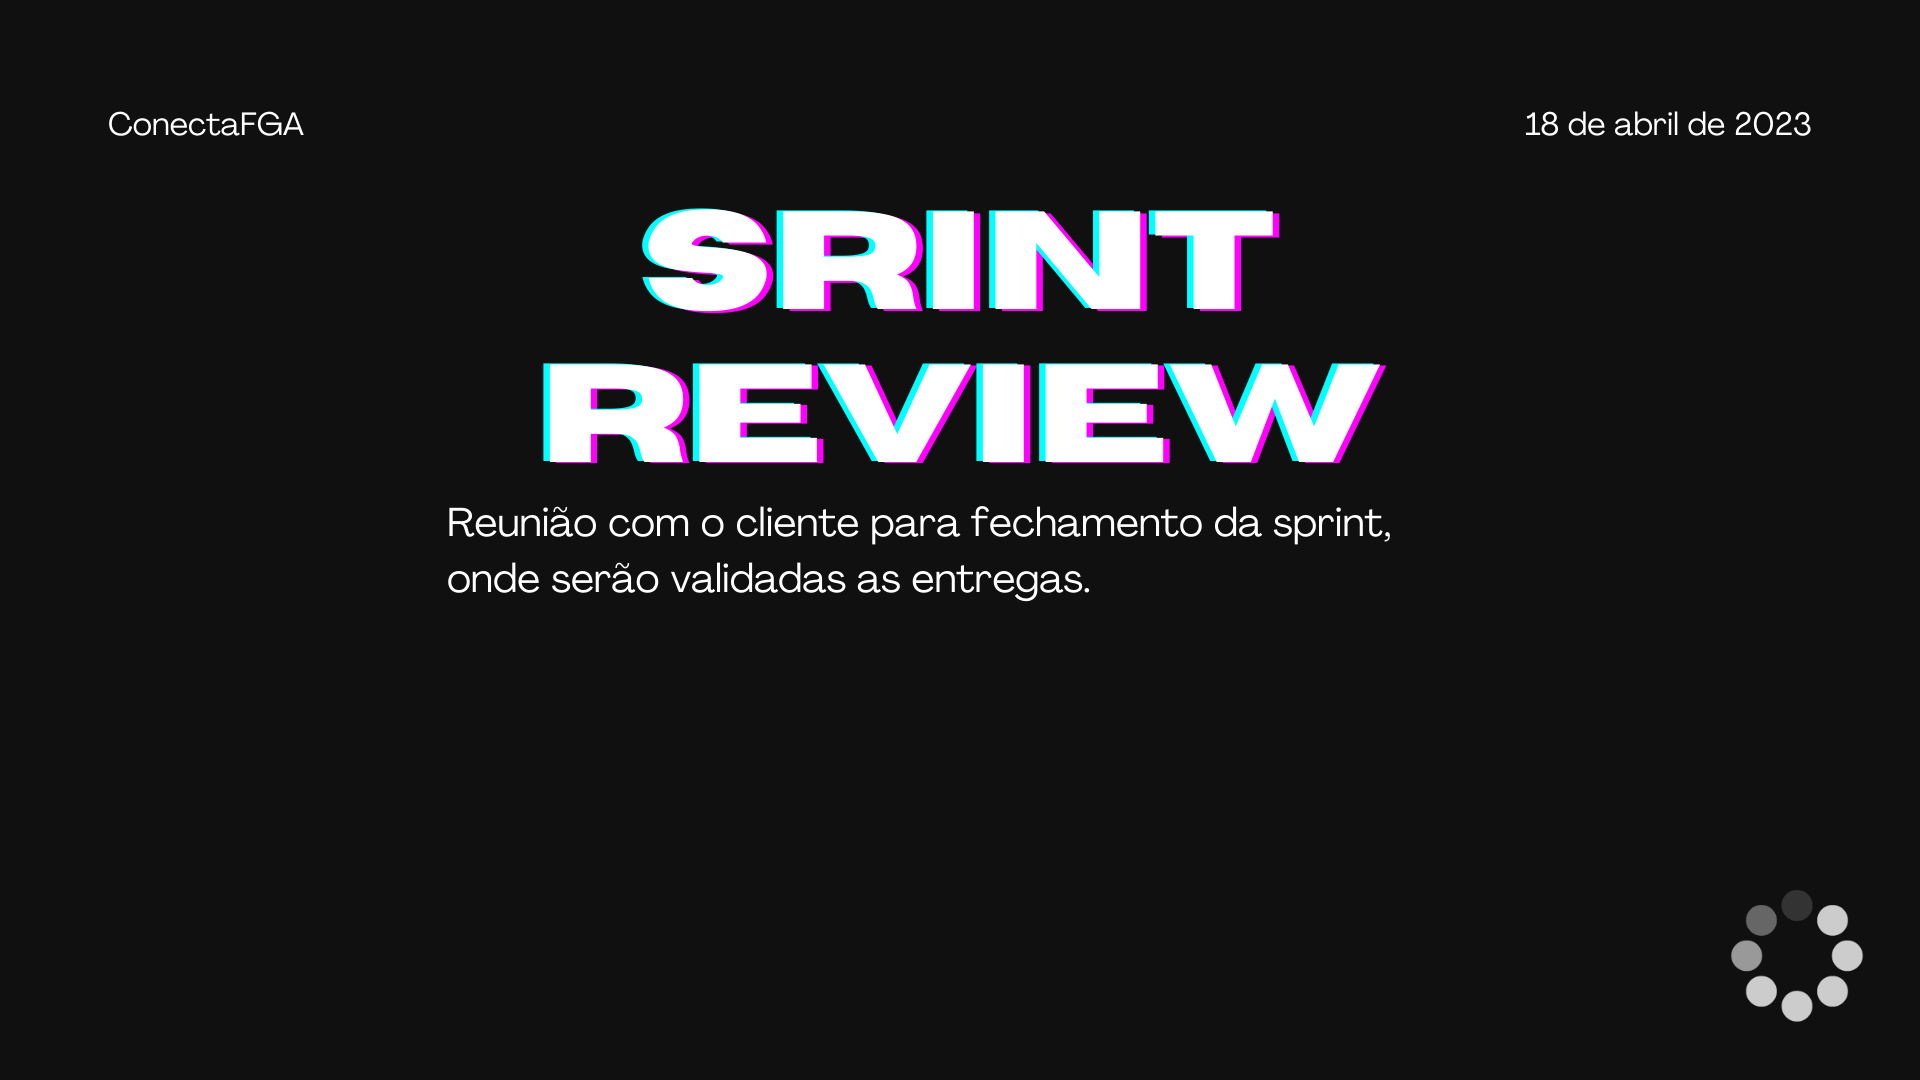 ConectaFGA
18 de abril de 2023
SRINT
REVIEW
Reunião com o cliente para fechamento da sprint,
onde serão validadas as entregas.